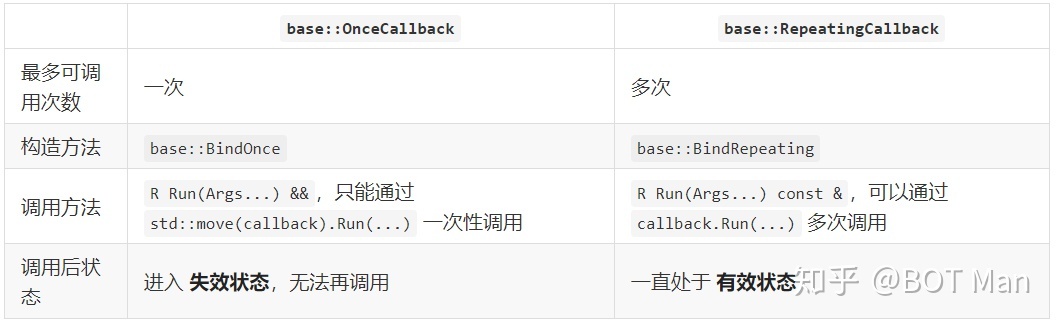 base::OnceCallback base::RepeatingCallback
最多可调
用次数 一次 多次
构造方法 base::BindOnce base::BindRepeating
调用方法 R Run(Args...) &&，只能通过 R Run(Args...) const &，可以通过
std::move(callback).Run(...) 一次性调用 callback.Run(...) 多次调用
调用后状
态 进入 失效状态，无法再调用 一直处于 有效状态
知乎 @BOT Man